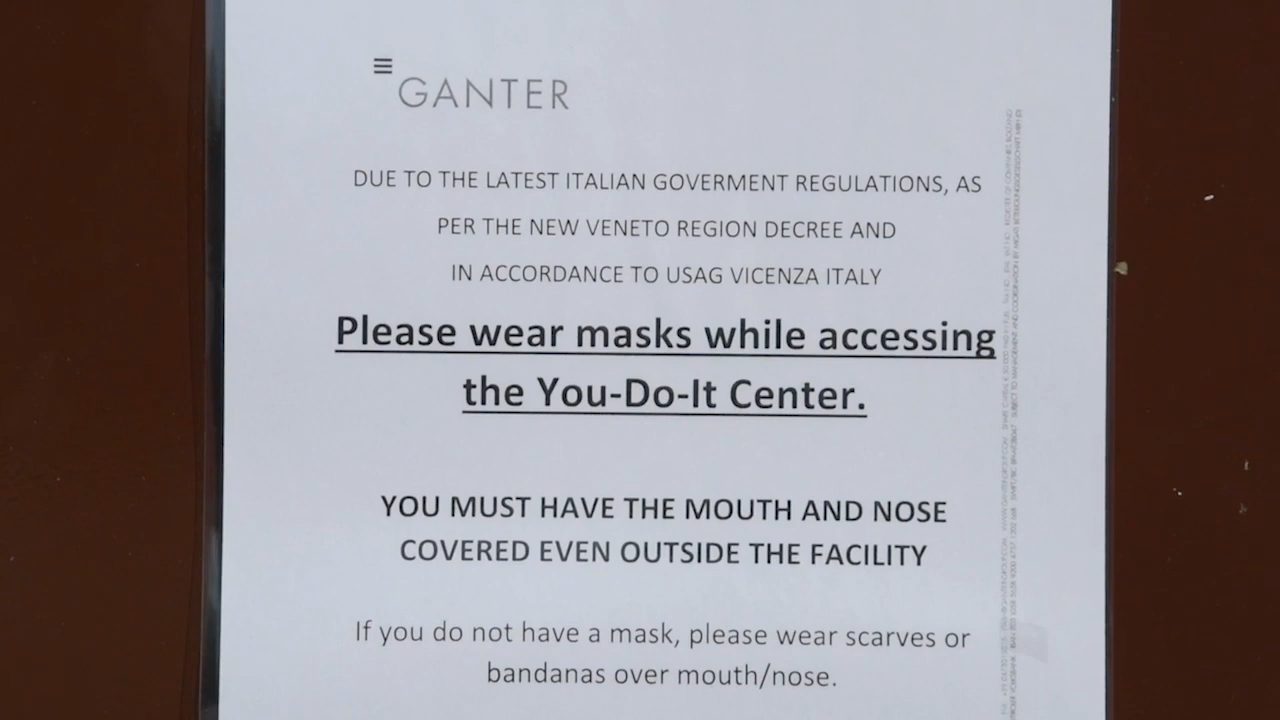 GANTER
DUE TO THE LATEST ITALIAN GOVERMENT REGULATIONS, AS
PER THE NEW VENETO REGION DECREE AND
IN ACCORDANCE TO USAG VICENZA ITALY
Please wear masks while accessing
the You-Do-It Center.
YOU MUST HAVE THE MOUTH AND NOSE
COVERED EVEN OUTSIDE THE FACILITY
If you do not have a mask, please wear scarves or
bandanas over mouth/nose.